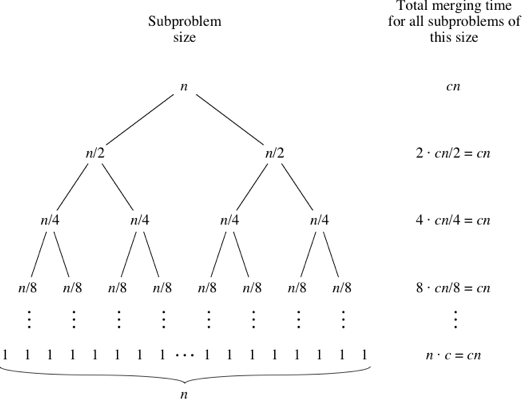 Subproblem size
Total merging time for all subproblems of this size
n
cn
n/2 n/2
2 · cn/2 = cn
n/4 n/4 n/4 n/4
4 · cn/4 = cn
n/8 n/8 n/8 n/8 n/8 n/8 n/8 n/8
8 · cn/8 = cn
1 1 1 1 1 1 1 1 ··· 1 1 1 1 1 1 1 1
n · c = cn
n